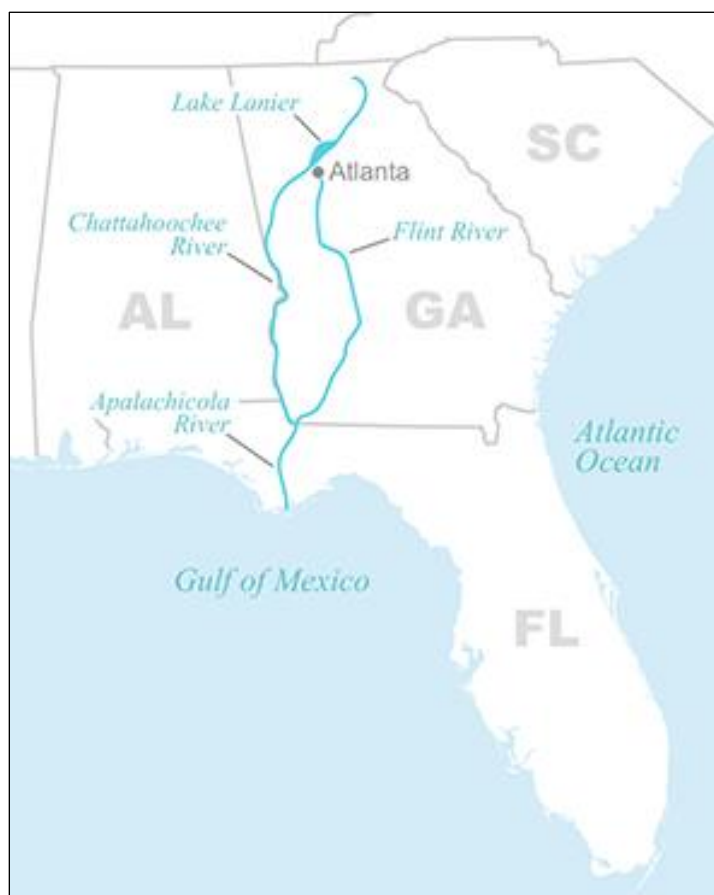 Lake Lanier
SC
Atlanta
Chattahoochee
River
Flint River
AL
GA
Apalachicola
River
Atlantic
Ocean
Gulf of Mexico
FL